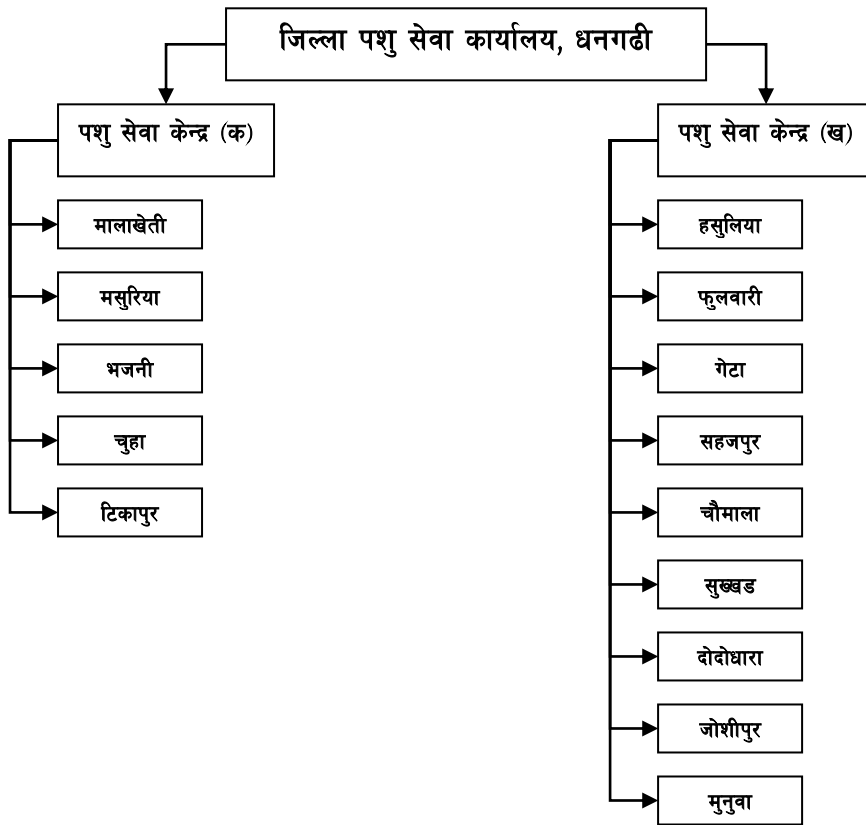 जिल्ला पशु सेवा कार्यालय, धनगढी
पशु सेवा केन्द्र (क)
मालाखेती
मसुरिया
भजनी
चुहा
टिकापुर
पशु सेवा केन्द्र (ख)
हसुलिया
फुलवारी
गेटा
सहजपुर
चौमाला
सुख्खड
दोदोधारा
जोशीपुर
मुनुवा